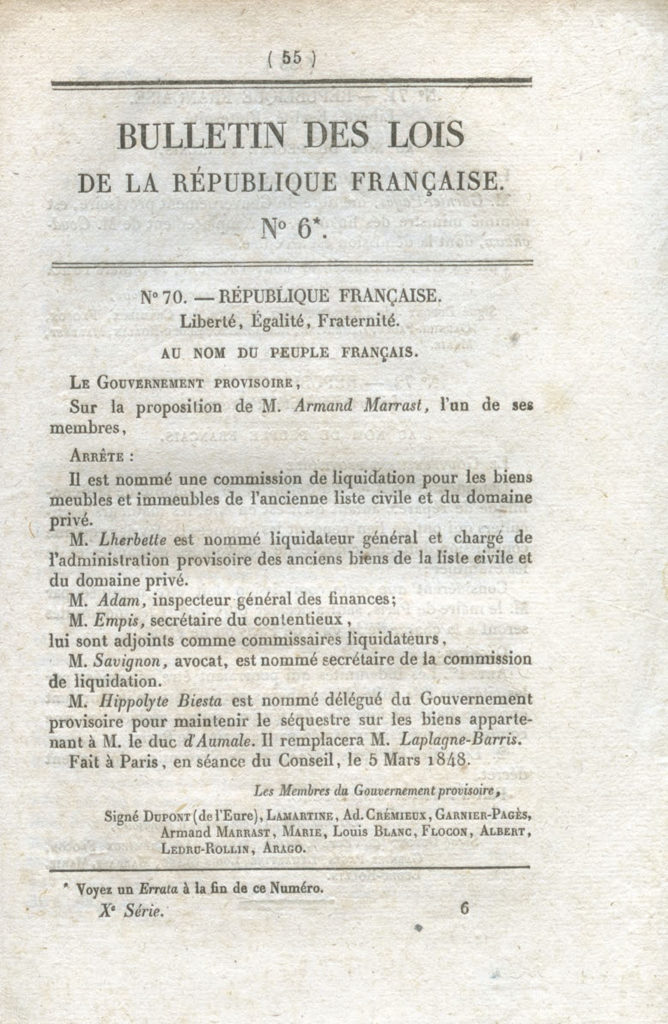 ( 55 )
BULLETIN DES LOIS
DE LA RÉPUBLIQUE FRANÇAISE.
Nº 6*.
Nº 70. — RÉPUBLIQUE FRANÇAISE.
Liberté, Égalité, Fraternité.
AU NOM DU PEUPLE FRANÇAIS.
LE GOUVERNEMENT PROVISOIRE,
Sur la proposition de M. Armand Marrast, l'un de ses
membres,
ARRÊTE :
Il est nommé une commission de liquidation pour les biens
meubles et immeubles de l'ancienne liste civile et du domaine
privé.
M. Lherbette est nommé liquidateur général et chargé de
l'administration provisoire des anciens biens de la liste civile et
du domaine privé.
M. Adam, inspecteur général des finances;
M. Empis, secrétaire du contentieux,
lui sont adjoints comme commissaires liquidateurs.
M. Savignon, avocat, est nommé secrétaire de la commission
de liquidation.
M. Hippolyte Biesta est nommé délégué du Gouvernement
provisoire pour maintenir le séquestre sur les biens apparte-
nant à M. le duc d'Aumale. Il remplacera M. Laplagne-Barris.
Fait à Paris, en séance du Conseil, le 5 Mars 1848.
Les Membres du Gouvernement provisoire,
Signé DUPONT (de l'Eure), LAMARTINE, Ad. CRÉMIEUX, GARNIER-PAGÈS,
Armand MARRAST, MARIE, Louis BLANC, FLOCON, ALBERT,
LEDRU-ROLLIN, ARAGO.
* Voyez un Errata à la fin de ce Numéro.
Xe Série. 6